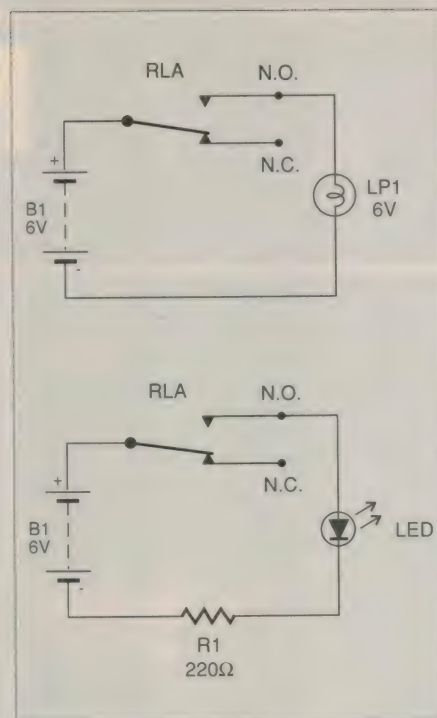 RLA
N.O.
N.C.
+
B1
6V
-
LP1
6V
RLA
N.O.
N.C.
+
B1
6V
-
LED
R1
220Ω